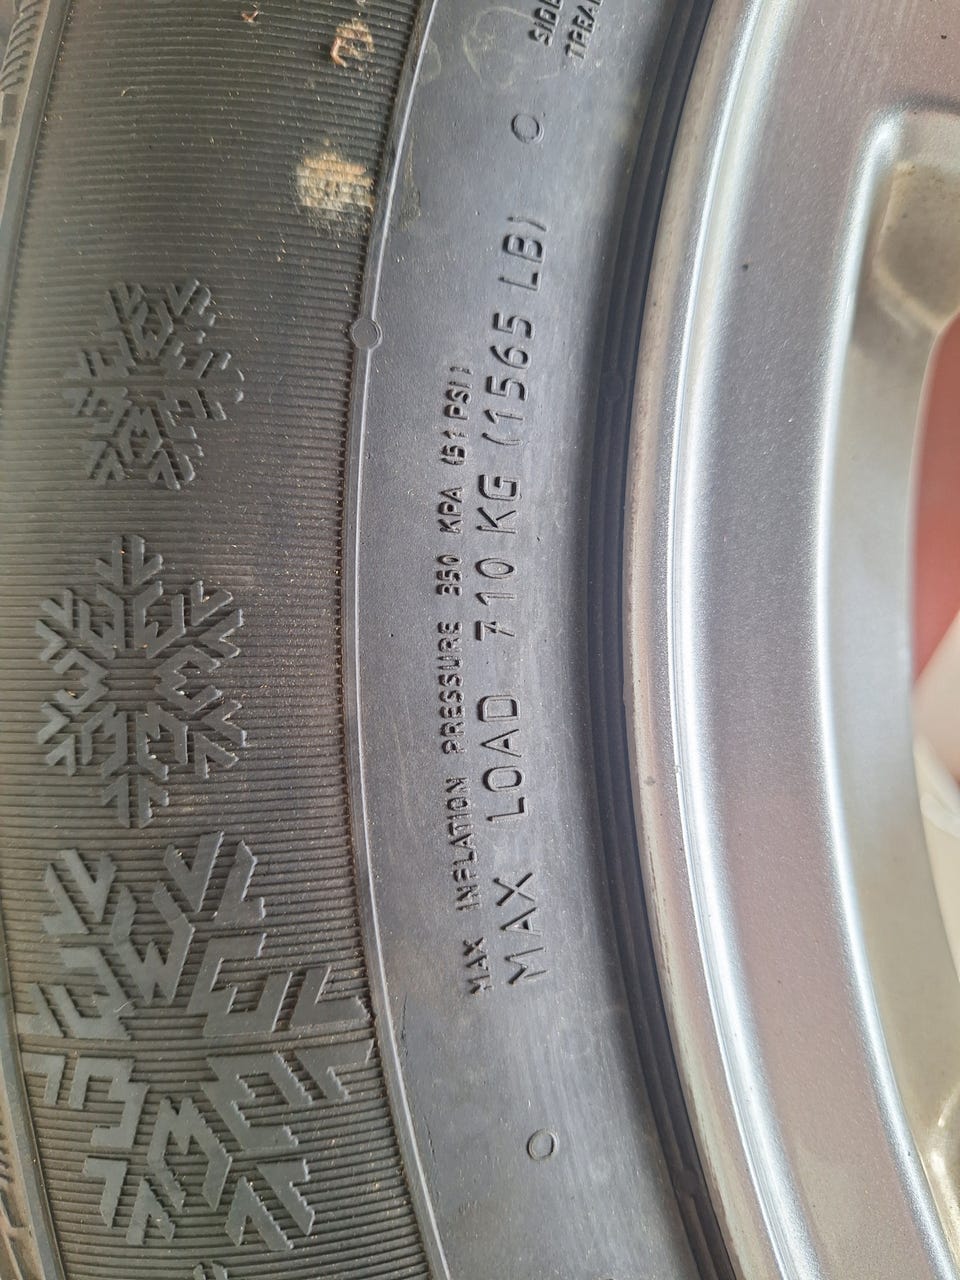 MAX INFLATION PRESSURE 350 KPA (51 PSI)
MAX LOAD 710 KG (1565 LB)